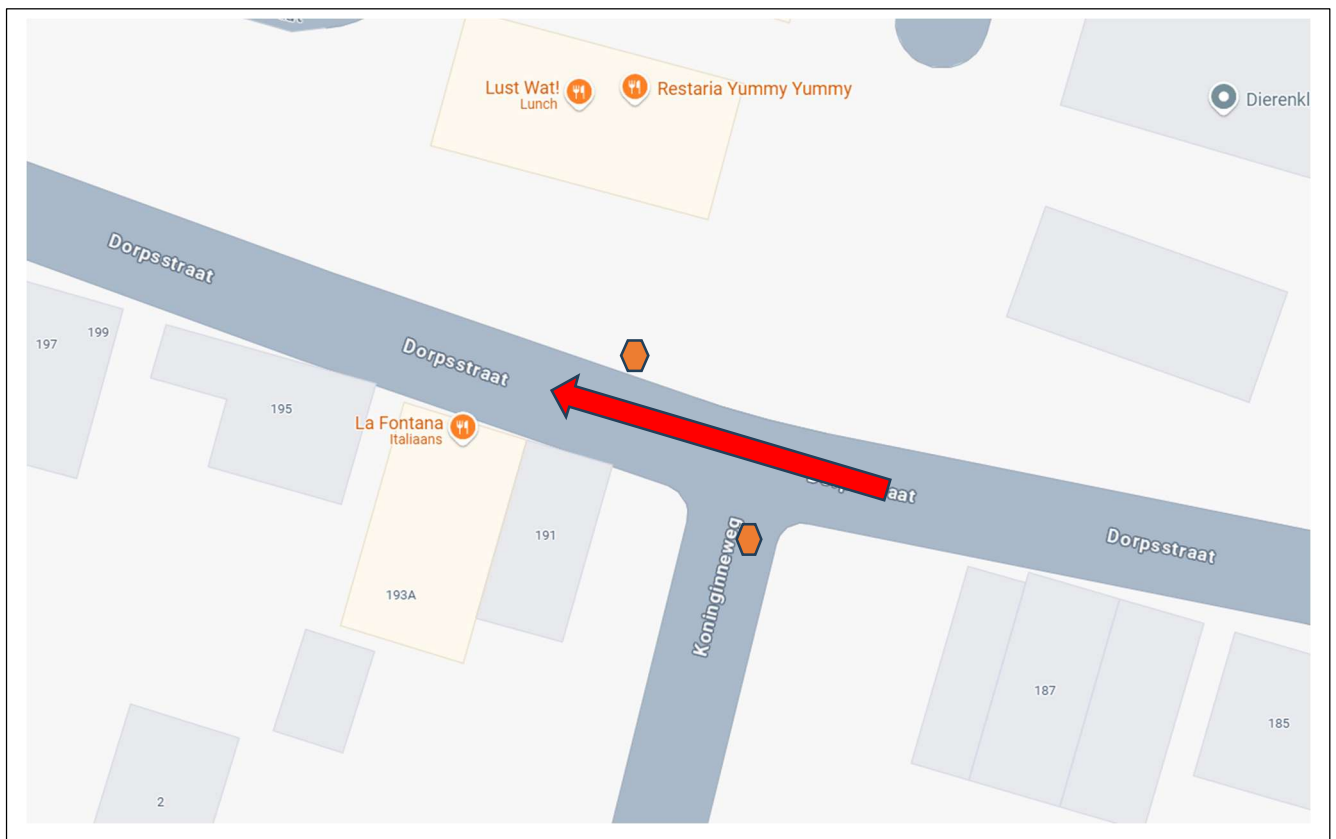 Lust Wat!
Lunch
Restaria Yummy Yummy
Dierenkl
Dorpsstraat
Dorpsstraat
197
199
195
La Fontana
Italiaans
191
193A
Koninginneweg
Dorpsstraat
187
185
2